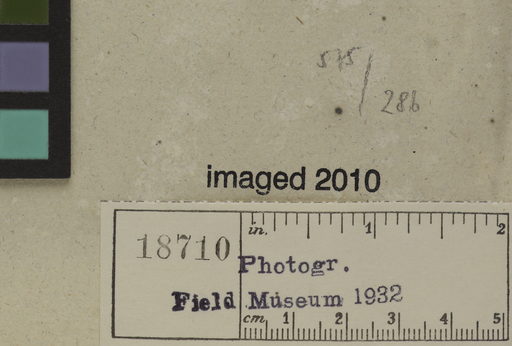 575/286
imaged 2010
in. 1 2
18710
Photogr.
Field Museum 1932
cm. 1 2 3 4 5